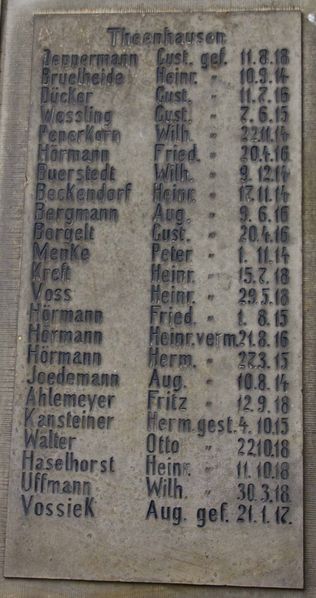 Theenhausen
Deppermann Gust. gef. 11.8.18
Bruelheide Heinr. " 10.9.14
Dücker Gust. " 11.7.16
Wessling Gust. " 7.6.15
Peperkorn Wilh. " 22.11.14
Hörmann Fried. " 20.4.16
Buerstedt Wilh. " 9.12.14
Beckendorf Heinr. " 17.11.14
Bergmann Aug. " 9.6.16
Borgelt Gust. " 20.4.16
Menke Peter " 1.11.14
Kreft Heinr. " 15.7.18
Voss Heinr. " 29.5.18
Hörmann Fried. " 1.8.15
Hörmann Heinr. verm. 21.8.16
Hörmann Herm. " 27.3.15
Joedemann Aug. " 10.8.14
Ahlemeyer Fritz " 12.9.18
Kansteiner Herm. gest. 4.10.15
Walter Otto " 22.10.18
Haselhorst Heinr. " 11.10.18
Uffmann Wilh. " 30.3.18
Vossiek Aug. gef. 21.1.17.